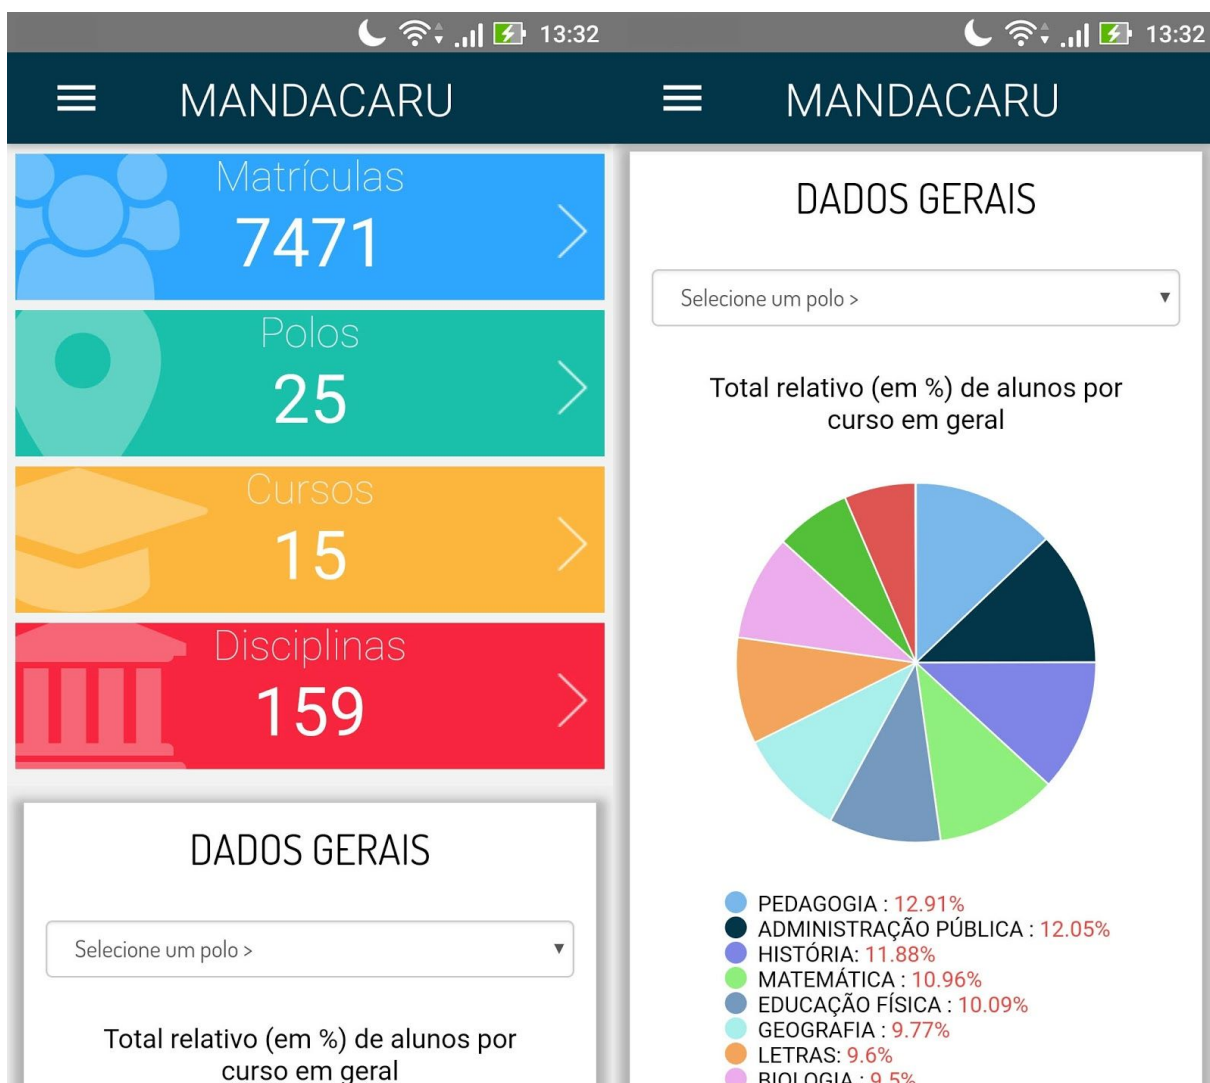 13:32
MANDACARU
Matrículas
7471
Polos
25
Cursos
15
Disciplinas
159
DADOS GERAIS
Selecione um polo >
Total relativo (em %) de alunos por
curso em geral
13:32
MANDACARU
DADOS GERAIS
Selecione um polo >
Total relativo (em %) de alunos por
curso em geral
PEDAGOGIA : 12.91%
ADMINISTRAÇÃO PÚBLICA : 12.05%
HISTÓRIA: 11.88%
MATEMÁTICA : 10.96%
EDUCAÇÃO FÍSICA : 10.09%
GEOGRAFIA : 9.77%
LETRAS: 9.6%
BIOLOGIA : 9.5%